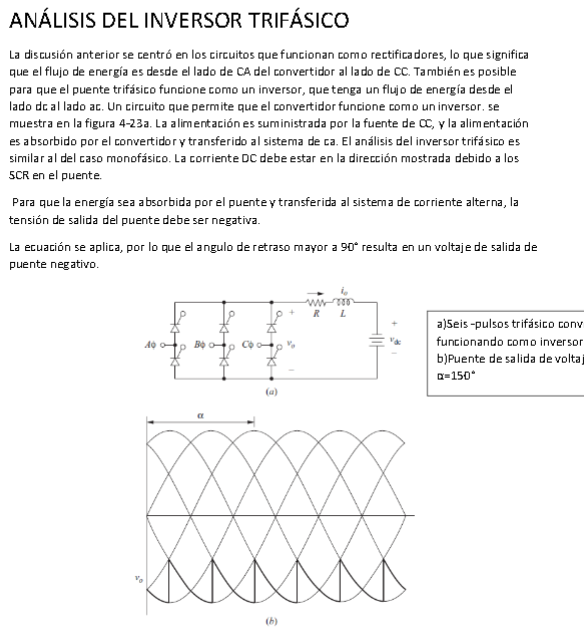 ANÁLISIS DEL INVERSOR TRIFÁSICO
La discusión anterior se centró en los circuitos que funcionan como rectificadores, lo que significa
que el flujo de energía es desde el lado de CA del convertidor al lado de CC. También es posible
para que el puente trifásico funcione como un inversor, que tenga un flujo de energía desde el
lado dc al lado ac. Un circuito que permite que el convertidor funcione como un inversor. se
muestra en la figura 4-23a. La alimentación es suministrada por la fuente de CC, y la alimentación
es absorbido por el convertidor y transferido al sistema de ca. El análisis del inversor trifásico es
similar al del caso monofásico. La corriente DC debe estar en la dirección mostrada debido a los
SCR en el puente.
Para que la energía sea absorbida por el puente y transferida al sistema de corriente alterna, la
tensión de salida del puente debe ser negativa.
La ecuación se aplica, por lo que el angulo de retraso mayor a 90° resulta en un voltaje de salida de
puente negativo.
iₒ
R L
+ +
Aϕ Bϕ Cϕ vₒ v_dc
− −
(a)
a)Seis -pulsos trifásico conv
funcionando como inversor
b)Puente de salida de voltaj
α=150°
α
vₒ
(b)